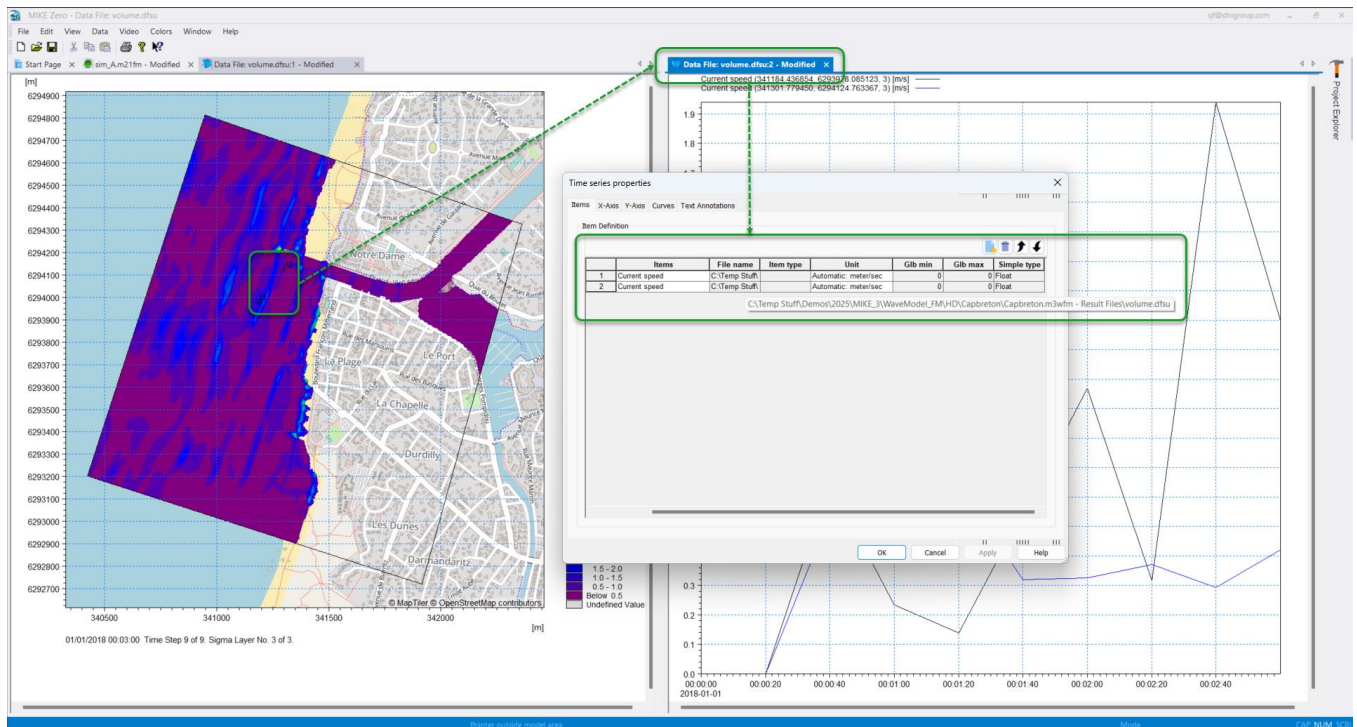 MIKE Zero - Data File: volume.dfsu
sjf@dhigroup.com
File Edit View Data Video Colors Window Help
Start Page
sim_A.m21fm - Modified
Data File: volume.dfsu:1 - Modified
Data File: volume.dfsu:2 - Modified
Project Explorer
[m]
6294900
6294800
6294700
6294600
6294500
6294400
6294300
6294200
6294100
6294000
6293900
6293800
6293700
6293600
6293500
6293400
6293300
6293200
6293100
6293000
6292900
6292800
6292700
340500 341000 341500 342000
[m]
Notre Dame
La Plage
Le Port
La Chapelle
Durdilly
Les Dunes
Darmandaritz
© MapTiler © OpenStreetMap contributors
1.5 - 2.0
1.0 - 1.5
0.5 - 1.0
Below 0.5
Undefined Value
01/01/2018 00:03:00 Time Step 9 of 9. Sigma Layer No. 3 of 3.
Current speed (341184.436854, 6293978.085123, 3) [m/s]
Current speed (341301.779450, 6294124.763367, 3) [m/s]
1.9
1.8
Time series properties
Items X-Axis Y-Axis Curves Text Annotations
Item Definition
Items File name Item type Unit Glb min Glb max Simple type
1 Current speed C:\Temp Stuff\ Automatic: meter/sec 0 0 Float
2 Current speed C:\Temp Stuff\ Automatic: meter/sec 0 0 Float
C:\Temp Stuff\Demos\2025\MIKE_3\WaveModel_FM\HD\Capbreton\Capbreton.m3wfm - Result Files\volume.dfsu
OK Cancel Apply Help
0.3
0.2
0.1
0.0
00:00:00 00:00:20 00:00:40 00:01:00 00:01:20 00:01:40 00:02:00 00:02:20 00:02:40
2018-01-01
Pointer outside model area
Mode
CAP NUM SCRL